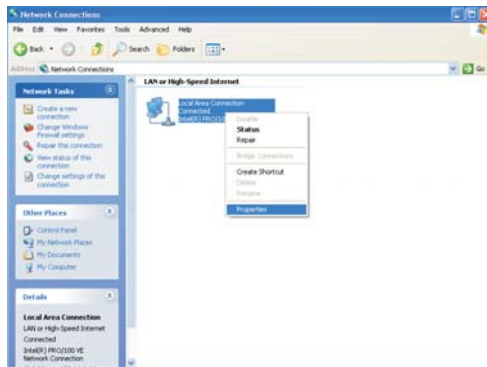 Network Connections
File Edit View Favorites Tools Advanced Help
Back Search Folders
Address Network Connections Go
Network Tasks
Create a new
connection
Change Windows
Firewall settings
Repair this connection
View status of this
connection
Change settings of this
connection
Other Places
Control Panel
My Network Places
My Documents
My Computer
Details
Local Area Connection
LAN or High-Speed Internet
Connected
Intel(R) PRO/100 VE
Network Connection
LAN or High-Speed Internet
Local Area Connection
Connected
Intel(R) PRO/10
Disable
Status
Repair
Bridge Connections
Create Shortcut
Delete
Rename
Properties